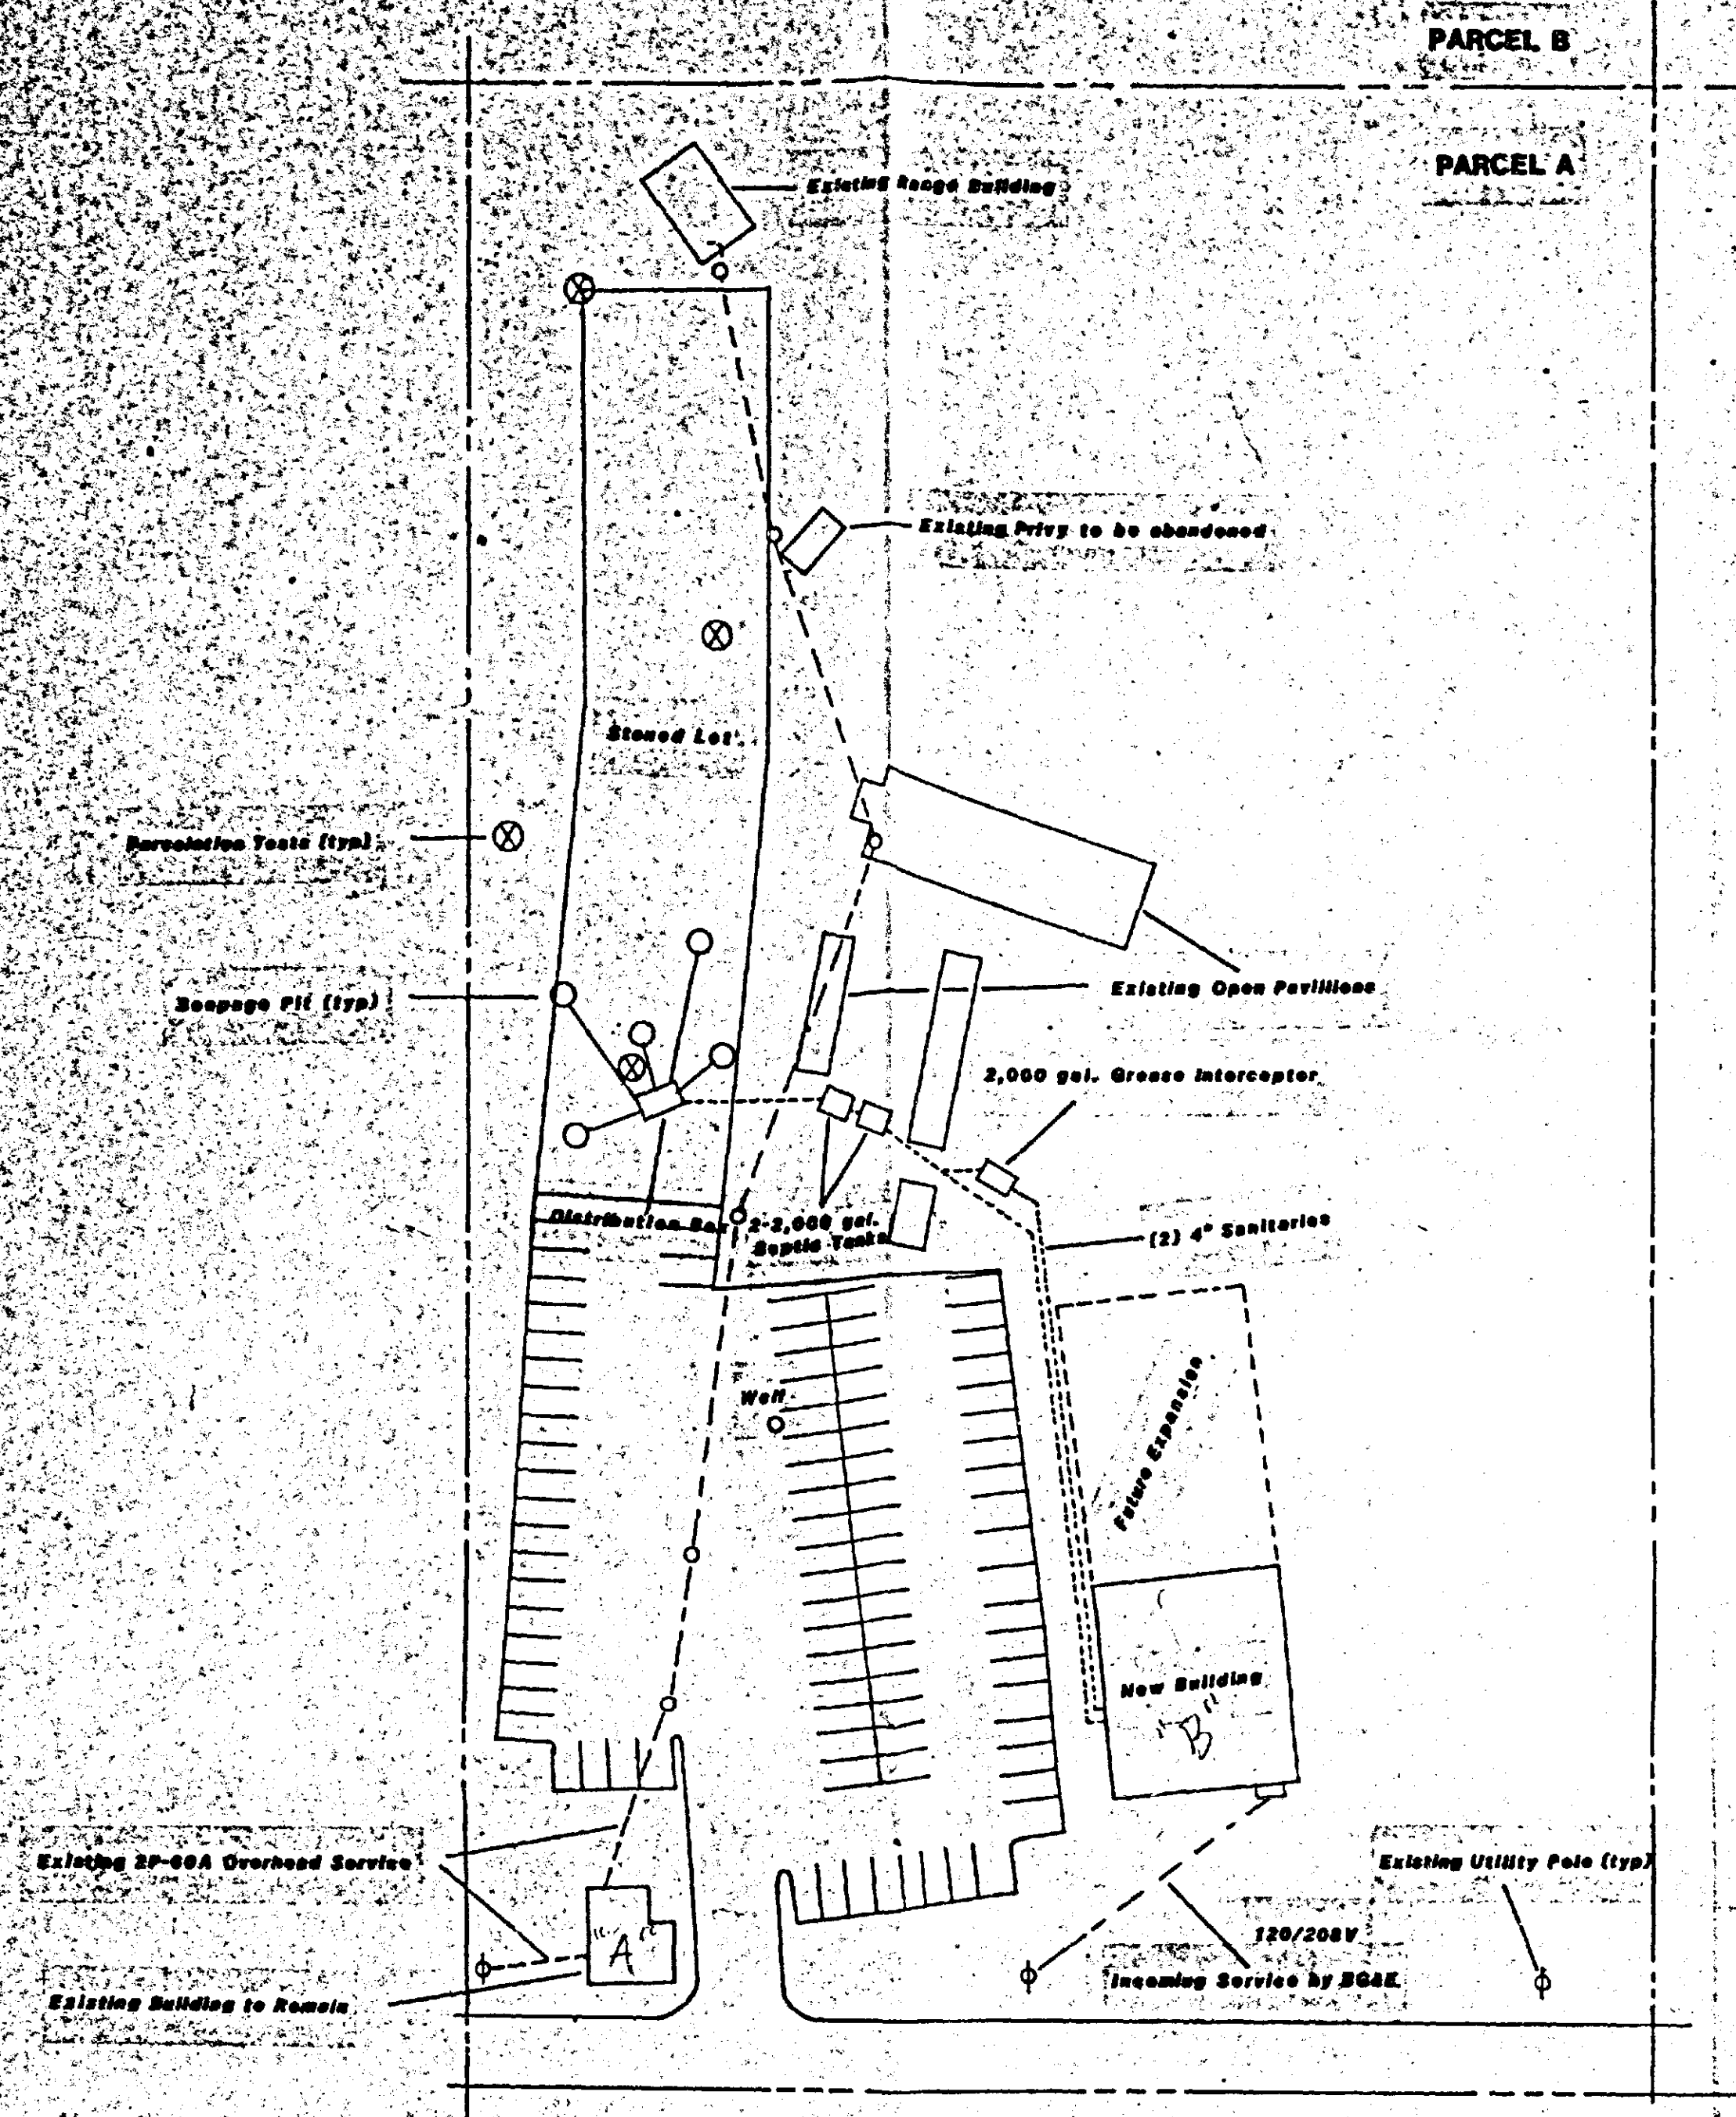 PARCEL B
PARCEL A
Existing Range Building
Existing Privy to be abandoned
Stoned Lot
Percolation Tests (typ)
Seepage Pit (typ)
Existing Open Pavillions
2,000 gal. Grease Interceptor
Distribution Box
2-2,000 gal.
Septic Tanks
(2) 4" Sanitaries
Well
Future Expansion
New Building
"B"
Existing 2P-60A Overhead Service
Existing Utility Pole (typ)
"A"
120/208V
Incoming Service by BG&E
Existing Building to Remain